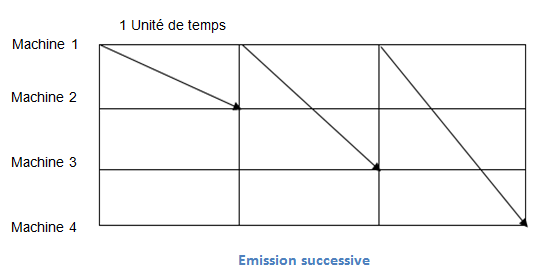 1 Unité de temps
Machine 1
Machine 2
Machine 3
Machine 4
Emission successive